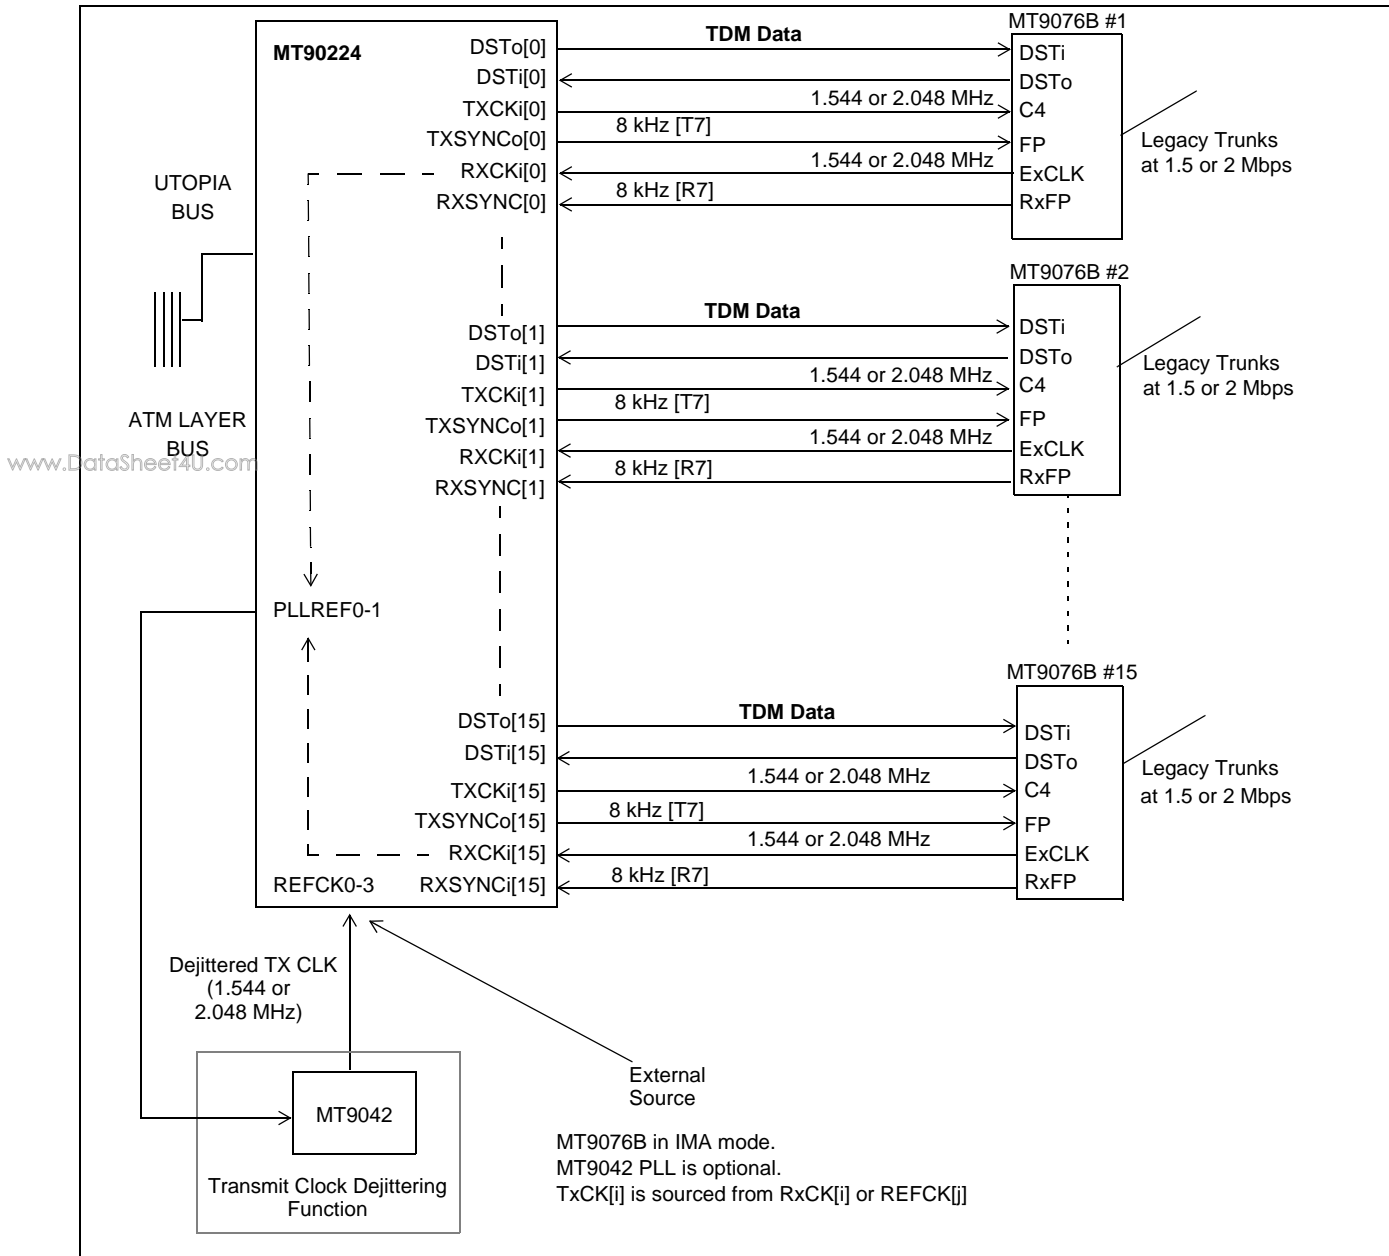 MT90224
DSTo[0]
DSTi[0]
TXCKi[0]
TXSYNCo[0]
RXCKi[0]
RXSYNC[0]
TDM Data
1.544 or 2.048 MHz
8 kHz [T7]
1.544 or 2.048 MHz
8 kHz [R7]
MT9076B #1
DSTi
DSTo
C4
FP
ExCLK
RxFP
Legacy Trunks
at 1.5 or 2 Mbps
UTOPIA
BUS
ATM LAYER
BUS
www.DataSheet4U.com
DSTo[1]
DSTi[1]
TXCKi[1]
TXSYNCo[1]
RXCKi[1]
RXSYNC[1]
TDM Data
1.544 or 2.048 MHz
8 kHz [T7]
1.544 or 2.048 MHz
8 kHz [R7]
MT9076B #2
DSTi
DSTo
C4
FP
ExCLK
RxFP
Legacy Trunks
at 1.5 or 2 Mbps
PLLREF0-1
DSTo[15]
DSTi[15]
TXCKi[15]
TXSYNCo[15]
RXCKi[15]
REFCK0-3
RXSYNCi[15]
TDM Data
1.544 or 2.048 MHz
8 kHz [T7]
1.544 or 2.048 MHz
8 kHz [R7]
MT9076B #15
DSTi
DSTo
C4
FP
ExCLK
RxFP
Legacy Trunks
at 1.5 or 2 Mbps
Dejittered TX CLK
(1.544 or
2.048 MHz)
MT9042
Transmit Clock Dejittering
Function
External
Source
MT9076B in IMA mode.
MT9042 PLL is optional.
TxCK[i] is sourced from RxCK[i] or REFCK[j]